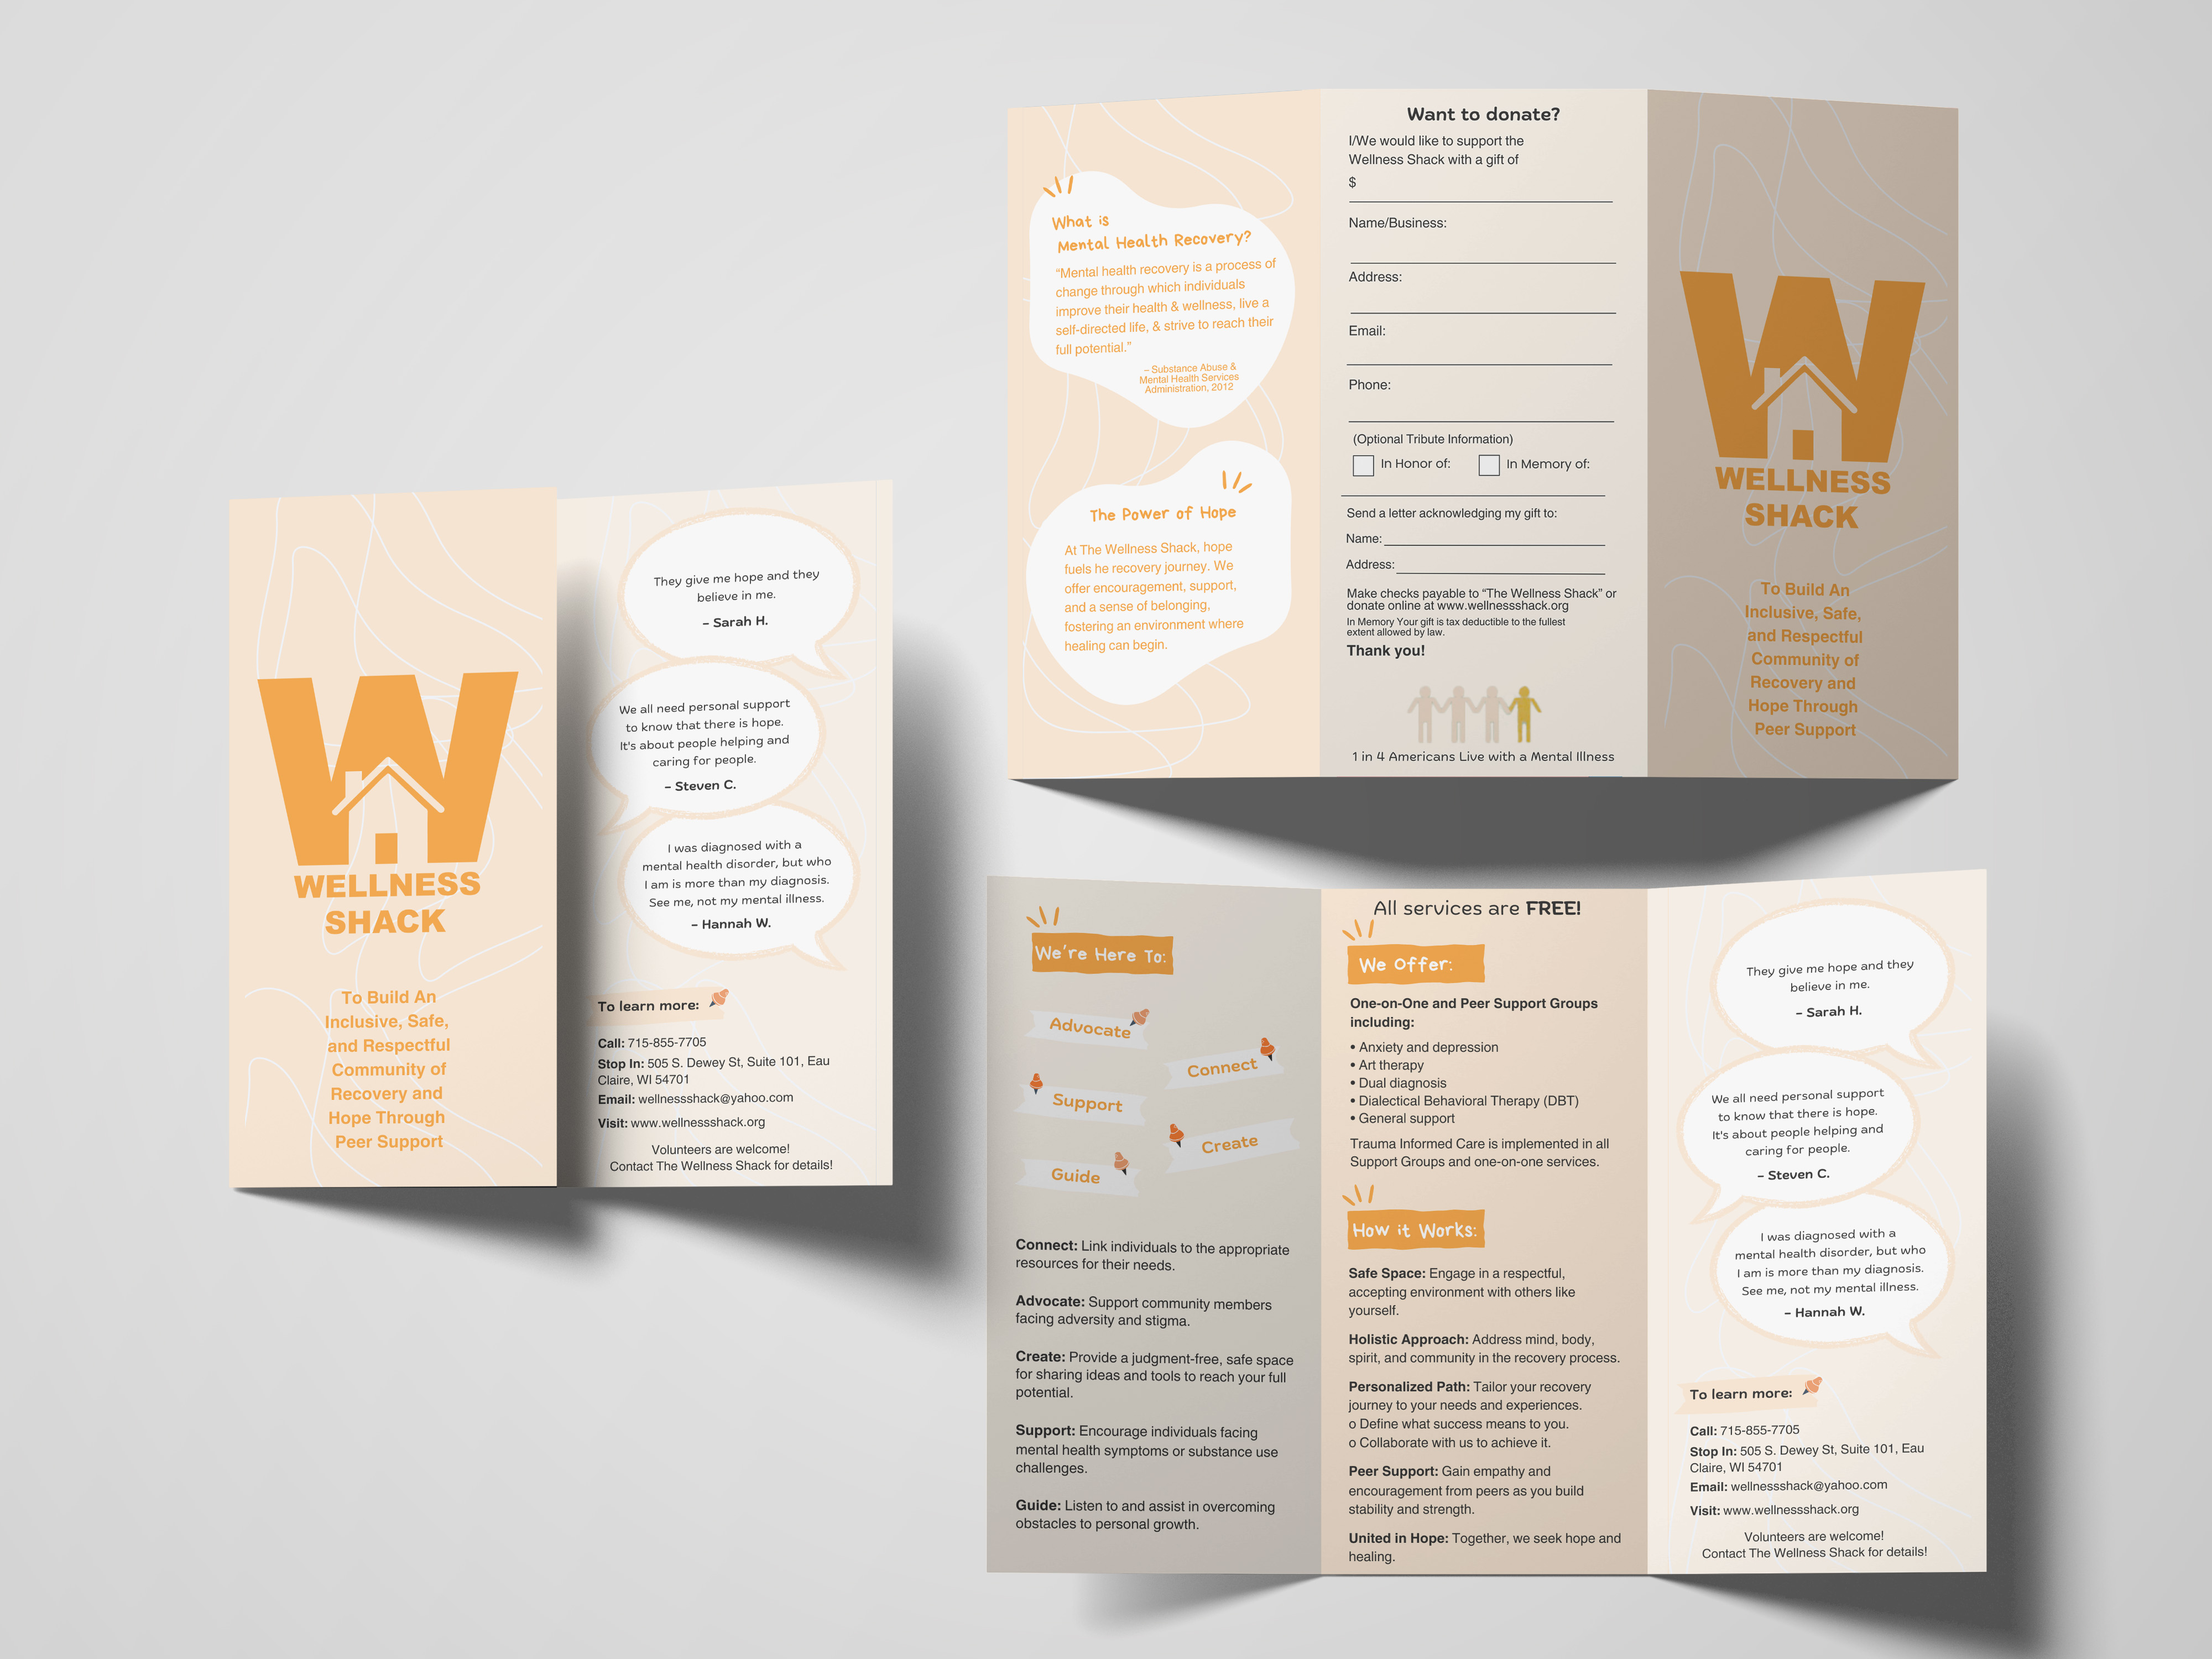 WELLNESS
SHACK
To Build An
Inclusive, Safe,
and Respectful
Community of
Recovery and
Hope Through
Peer Support
They give me hope and they
believe in me.
– Sarah H.
We all need personal support
to know that there is hope.
It's about people helping and
caring for people.
– Steven C.
I was diagnosed with a
mental health disorder, but who
I am is more than my diagnosis.
See me, not my mental illness.
– Hannah W.
To learn more:
Call: 715-855-7705
Stop In: 505 S. Dewey St, Suite 101, Eau
Claire, WI 54701
Email: wellnessshack@yahoo.com
Visit: www.wellnessshack.org
Volunteers are welcome!
Contact The Wellness Shack for details!
What is
Mental Health Recovery?
“Mental health recovery is a process of
change through which individuals
improve their health & wellness, live a
self-directed life, & strive to reach their
full potential.”
– Substance Abuse &
Mental Health Services
Administration, 2012
The Power of Hope
At The Wellness Shack, hope
fuels he recovery journey. We
offer encouragement, support,
and a sense of belonging,
fostering an environment where
healing can begin.
Want to donate?
I/We would like to support the
Wellness Shack with a gift of
$
Name/Business:
Address:
Email:
Phone:
(Optional Tribute Information)
In Honor of: In Memory of:
Send a letter acknowledging my gift to:
Name:
Address:
Make checks payable to “The Wellness Shack” or
donate online at www.wellnessshack.org
In Memory Your gift is tax deductible to the fullest
extent allowed by law.
Thank you!
1 in 4 Americans Live with a Mental Illness
WELLNESS
SHACK
To Build An
Inclusive, Safe,
and Respectful
Community of
Recovery and
Hope Through
Peer Support
We're Here To:
Advocate
Connect
Support
Create
Guide
Connect: Link individuals to the appropriate
resources for their needs.
Advocate: Support community members
facing adversity and stigma.
Create: Provide a judgment-free, safe space
for sharing ideas and tools to reach your full
potential.
Support: Encourage individuals facing
mental health symptoms or substance use
challenges.
Guide: Listen to and assist in overcoming
obstacles to personal growth.
All services are FREE!
We Offer:
One-on-One and Peer Support Groups
including:
• Anxiety and depression
• Art therapy
• Dual diagnosis
• Dialectical Behavioral Therapy (DBT)
• General support
Trauma Informed Care is implemented in all
Support Groups and one-on-one services.
How it Works:
Safe Space: Engage in a respectful,
accepting environment with others like
yourself.
Holistic Approach: Address mind, body,
spirit, and community in the recovery process.
Personalized Path: Tailor your recovery
journey to your needs and experiences.
o Define what success means to you.
o Collaborate with us to achieve it.
Peer Support: Gain empathy and
encouragement from peers as you build
stability and strength.
United in Hope: Together, we seek hope and
healing.
They give me hope and they
believe in me.
– Sarah H.
We all need personal support
to know that there is hope.
It's about people helping and
caring for people.
– Steven C.
I was diagnosed with a
mental health disorder, but who
I am is more than my diagnosis.
See me, not my mental illness.
– Hannah W.
To learn more:
Call: 715-855-7705
Stop In: 505 S. Dewey St, Suite 101, Eau
Claire, WI 54701
Email: wellnessshack@yahoo.com
Visit: www.wellnessshack.org
Volunteers are welcome!
Contact The Wellness Shack for details!